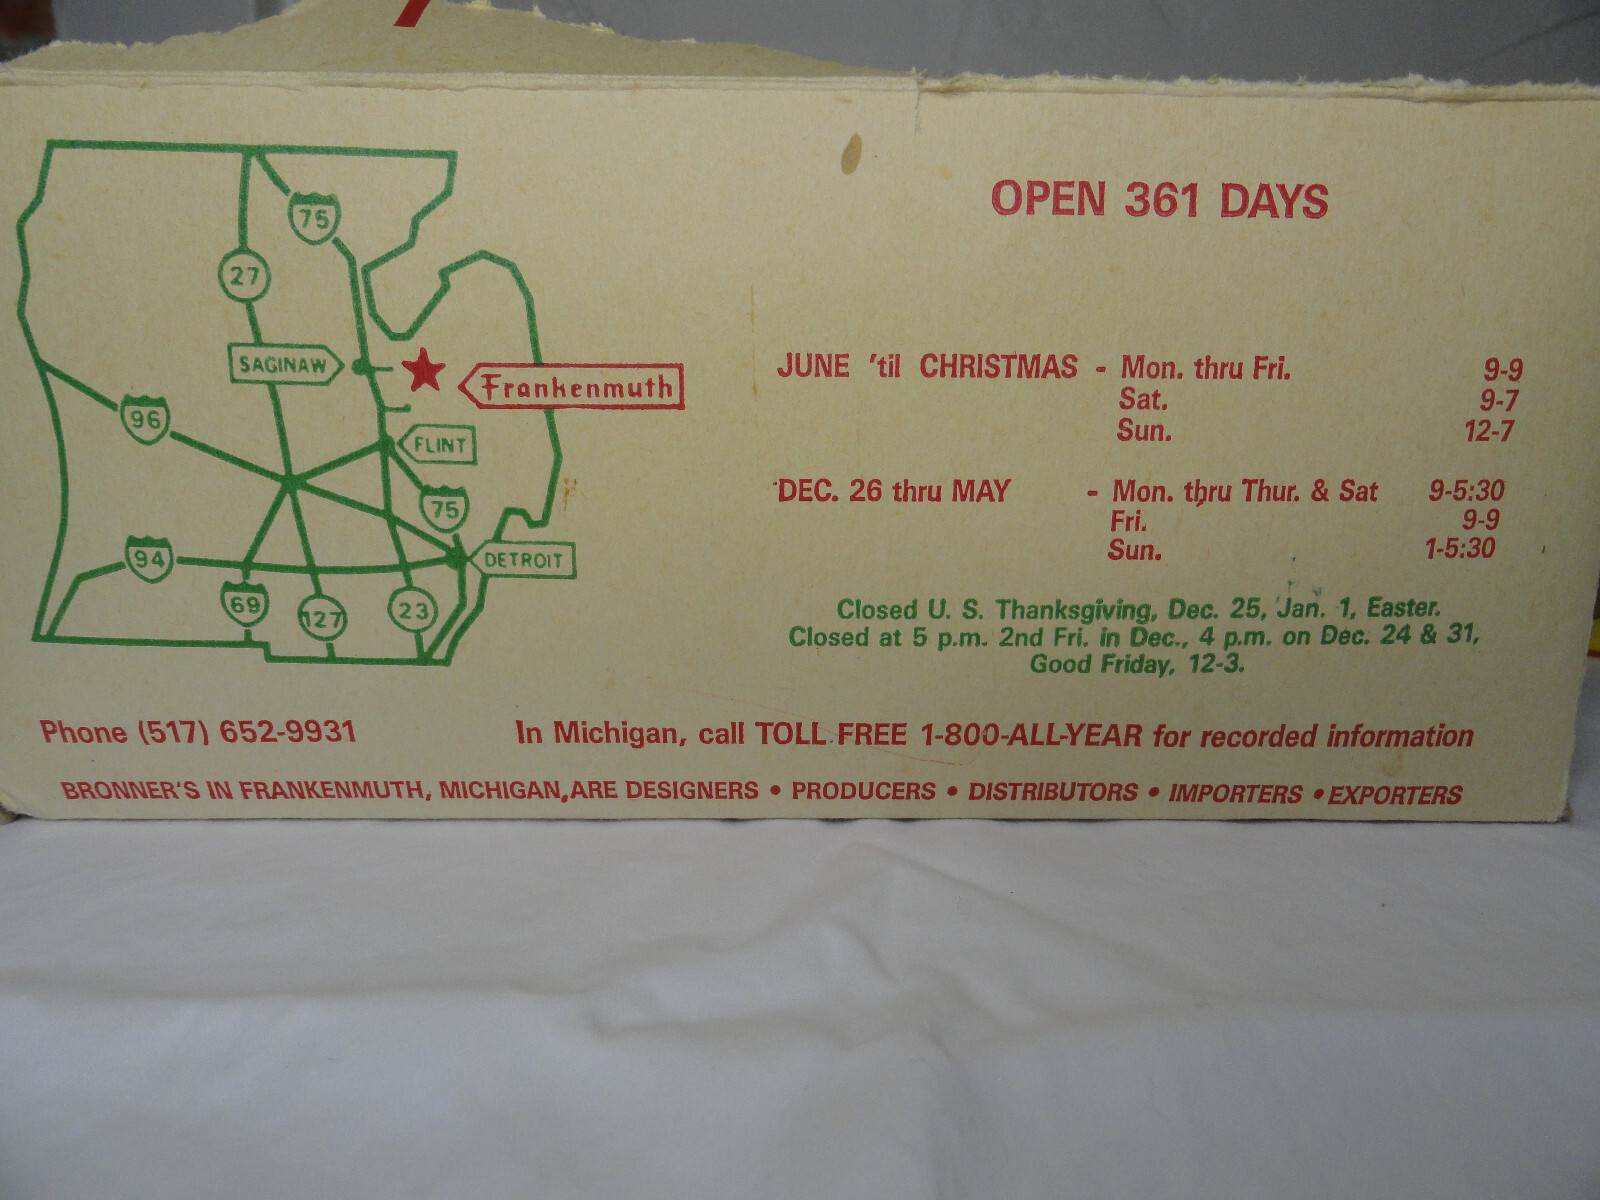 75
27
SAGINAW
Frankenmuth
96
FLINT
75
94
DETROIT
69
127
23
OPEN 361 DAYS
JUNE 'til CHRISTMAS - Mon. thru Fri. 9-9
Sat. 9-7
Sun. 12-7
DEC. 26 thru MAY - Mon. thru Thur. & Sat 9-5:30
Fri. 9-9
Sun. 1-5:30
Closed U. S. Thanksgiving, Dec. 25, Jan. 1, Easter.
Closed at 5 p.m. 2nd Fri. in Dec., 4 p.m. on Dec. 24 & 31,
Good Friday, 12-3.
Phone (517) 652-9931 In Michigan, call TOLL FREE 1-800-ALL-YEAR for recorded information
BRONNER'S IN FRANKENMUTH, MICHIGAN, ARE DESIGNERS • PRODUCERS • DISTRIBUTORS • IMPORTERS • EXPORTERS